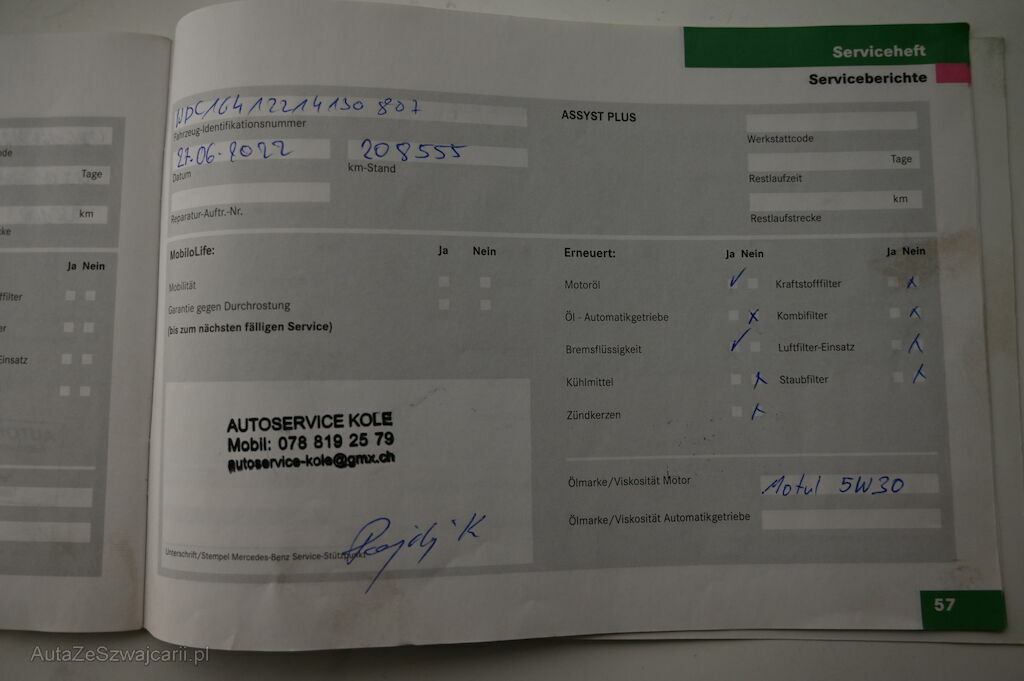 Serviceheft
Serviceberichte
WDC1641221A130807
Fahrzeug-Identifikationsnummer
27.06.2022 208555
Datum km-Stand
Reparatur-Auftr.-Nr.
ASSYST PLUS
Werkstattcode
Tage
Restlaufzeit
km
Restlaufstrecke
MobiloLife: Ja Nein
Mobilität
Garantie gegen Durchrostung
(bis zum nächsten fälligen Service)
AUTOSERVICE KOLE
Mobil: 078 819 25 79
autoservice-kole@gmx.ch
Unterschrift/Stempel Mercedes-Benz Service-Stützpunkt
Erneuert: Ja Nein Ja Nein
Motoröl Kraftstofffilter
Öl - Automatikgetriebe Kombifilter
Bremsflüssigkeit Luftfilter-Einsatz
Kühlmittel Staubfilter
Zündkerzen
Ölmarke/Viskosität Motor Motul 5W30
Ölmarke/Viskosität Automatikgetriebe
57
Tage
km
Ja Nein
AutaZeSzwajcarii.pl